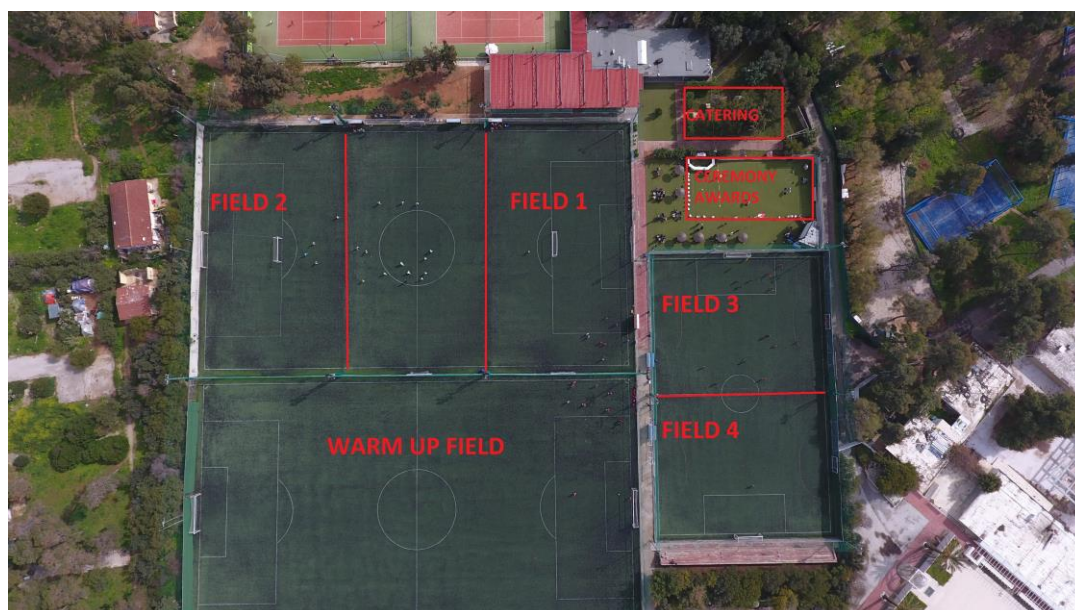 CATERING
CEREMONY
AWARDS
FIELD 2
FIELD 1
FIELD 3
FIELD 4
WARM UP FIELD